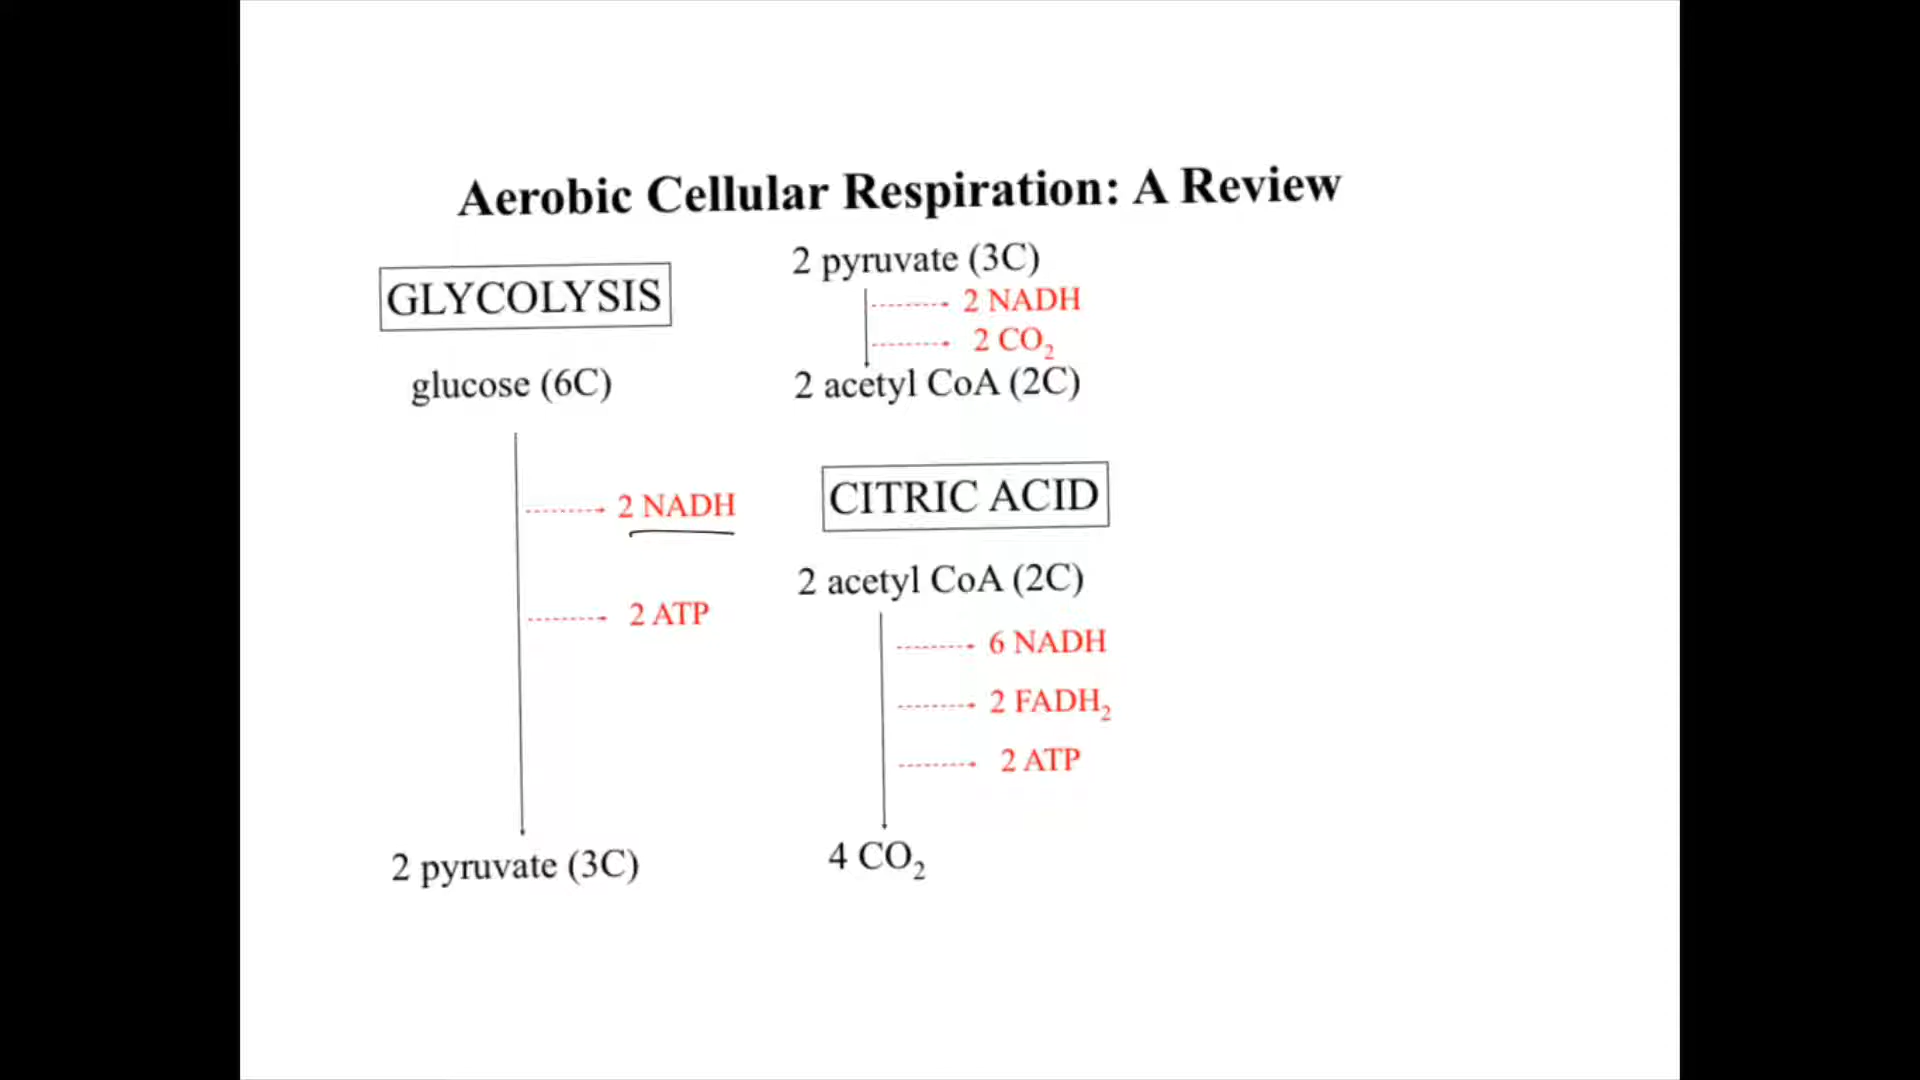 Aerobic Cellular Respiration: A Review
GLYCOLYSIS
glucose (6C)
2 NADH
2 ATP
2 pyruvate (3C)
2 pyruvate (3C)
2 NADH
2 CO₂
2 acetyl CoA (2C)
CITRIC ACID
2 acetyl CoA (2C)
6 NADH
2 FADH₂
2 ATP
4 CO₂